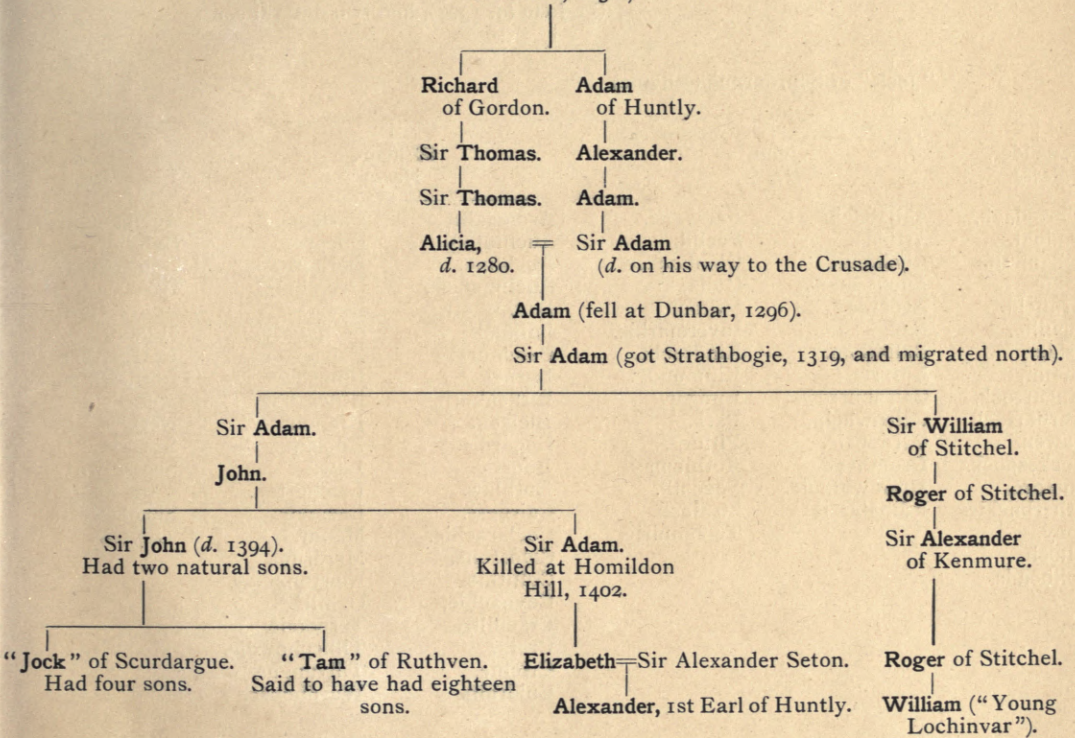 Richard
of Gordon.
Adam
of Huntly.
Sir Thomas.
Alexander.
Sir Thomas.
Adam.
Alicia,
d. 1280.
Sir Adam
(d. on his way to the Crusade).
Adam (fell at Dunbar, 1296).
Sir Adam (got Strathbogie, 1319, and migrated north).
Sir Adam.
Sir William
of Stitchel.
John.
Roger of Stitchel.
Sir John (d. 1394).
Had two natural sons.
Sir Adam.
Killed at Homildon
Hill, 1402.
Sir Alexander
of Kenmure.
"Jock" of Scurdargue.
Had four sons.
"Tam" of Ruthven.
Said to have had eighteen
sons.
Elizabeth Sir Alexander Seton.
Alexander, 1st Earl of Huntly.
Roger of Stitchel.
William ("Young
Lochinvar").